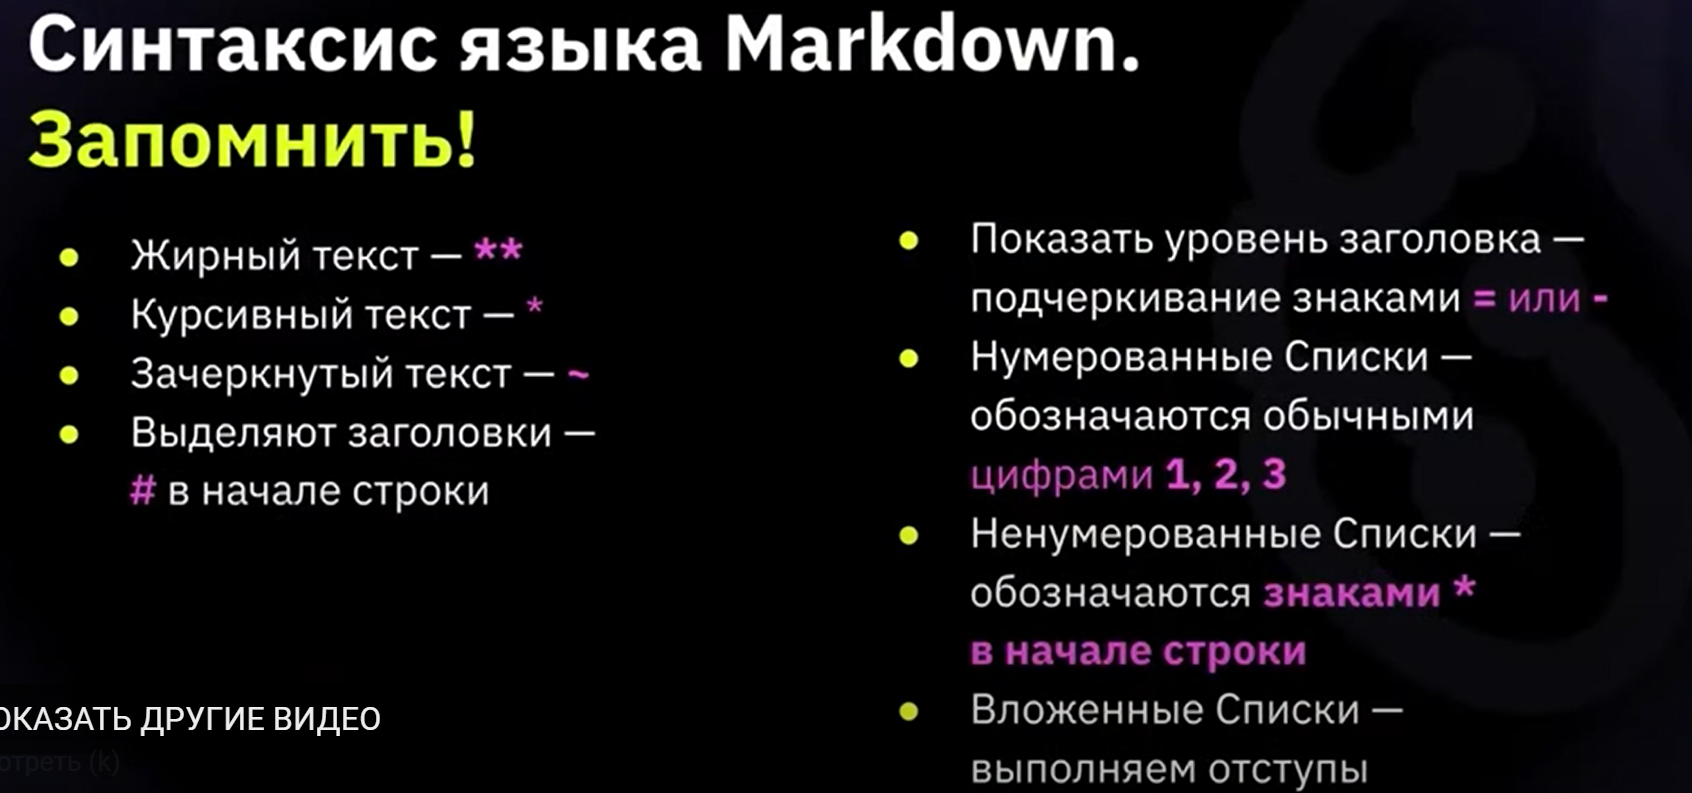 Синтаксис языка Markdown.
Запомнить!
Жирный текст — **
Курсивный текст — *
Зачеркнутый текст — ~
Выделяют заголовки —
# в начале строки
Показать уровень заголовка —
подчеркивание знаками = или -
Нумерованные Списки —
обозначаются обычными
цифрами 1, 2, 3
Ненумерованные Списки —
обозначаются знаками *
в начале строки
Вложенные Списки —
выполняем отступы
ОКАЗАТЬ ДРУГИЕ ВИДЕО
отреть (k)